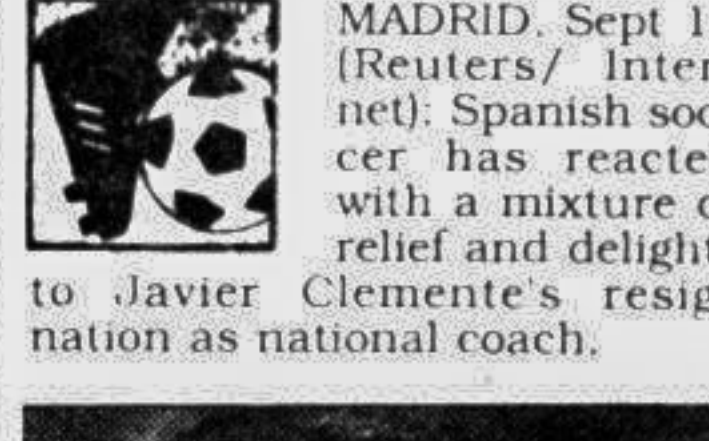 MADRID. Sept 1
(Reuters/ Inter
net): Spanish soc
cer has reacte
with a mixture
relief and delight
to Javier Clemente's resig
nation as national coach.